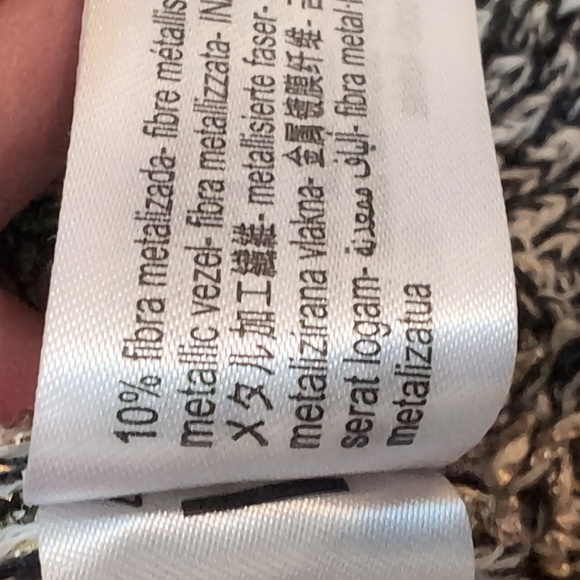 10% fibra metalizada- fibre métallis
metallic vezel- fibra metallizzata- IN
メタル加工繊維- metallisierte faser-
metalizirana vlakna- 金属镀膜纤维-
serat logam- ألياف معدنية- fibra metal·l
metalizatua